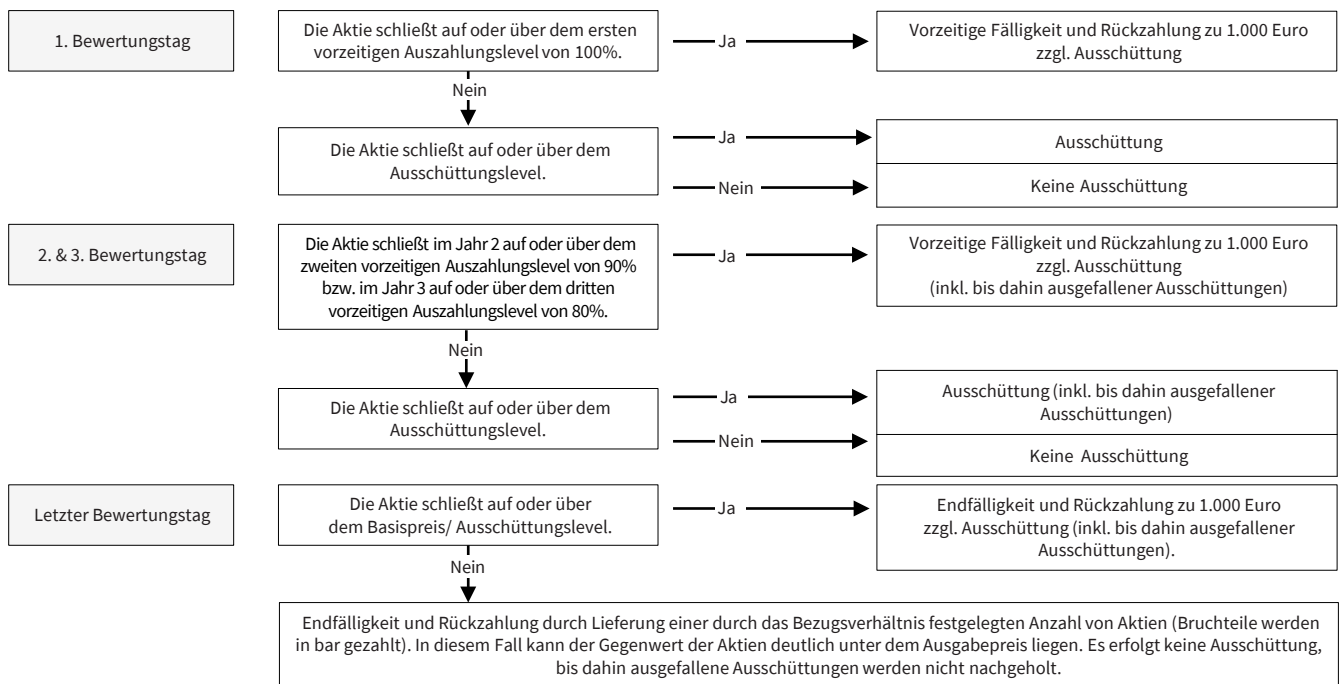 1. Bewertungstag
Die Aktie schließt auf oder über dem ersten
vorzeitigen Auszahlungslevel von 100%.
Ja
Vorzeitige Fälligkeit und Rückzahlung zu 1.000 Euro
zzgl. Ausschüttung
Nein
Die Aktie schließt auf oder über dem
Ausschüttungslevel.
Ja
Ausschüttung
Nein
Keine Ausschüttung
2. & 3. Bewertungstag
Die Aktie schließt im Jahr 2 auf oder über dem
zweiten vorzeitigen Auszahlungslevel von 90%
bzw. im Jahr 3 auf oder über dem dritten
vorzeitigen Auszahlungslevel von 80%.
Ja
Vorzeitige Fälligkeit und Rückzahlung zu 1.000 Euro
zzgl. Ausschüttung
(inkl. bis dahin ausgefallener Ausschüttungen)
Nein
Die Aktie schließt auf oder über dem
Ausschüttungslevel.
Ja
Ausschüttung (inkl. bis dahin ausgefallener
Ausschüttungen)
Nein
Keine Ausschüttung
Letzter Bewertungstag
Die Aktie schließt auf oder über
dem Basispreis/ Ausschüttungslevel.
Ja
Endfälligkeit und Rückzahlung zu 1.000 Euro
zzgl. Ausschüttung (inkl. bis dahin ausgefallener
Ausschüttungen).
Nein
Endfälligkeit und Rückzahlung durch Lieferung einer durch das Bezugsverhältnis festgelegten Anzahl von Aktien (Bruchteile werden
in bar gezahlt). In diesem Fall kann der Gegenwert der Aktien deutlich unter dem Ausgabepreis liegen. Es erfolgt keine Ausschüttung,
bis dahin ausgefallene Ausschüttungen werden nicht nachgeholt.